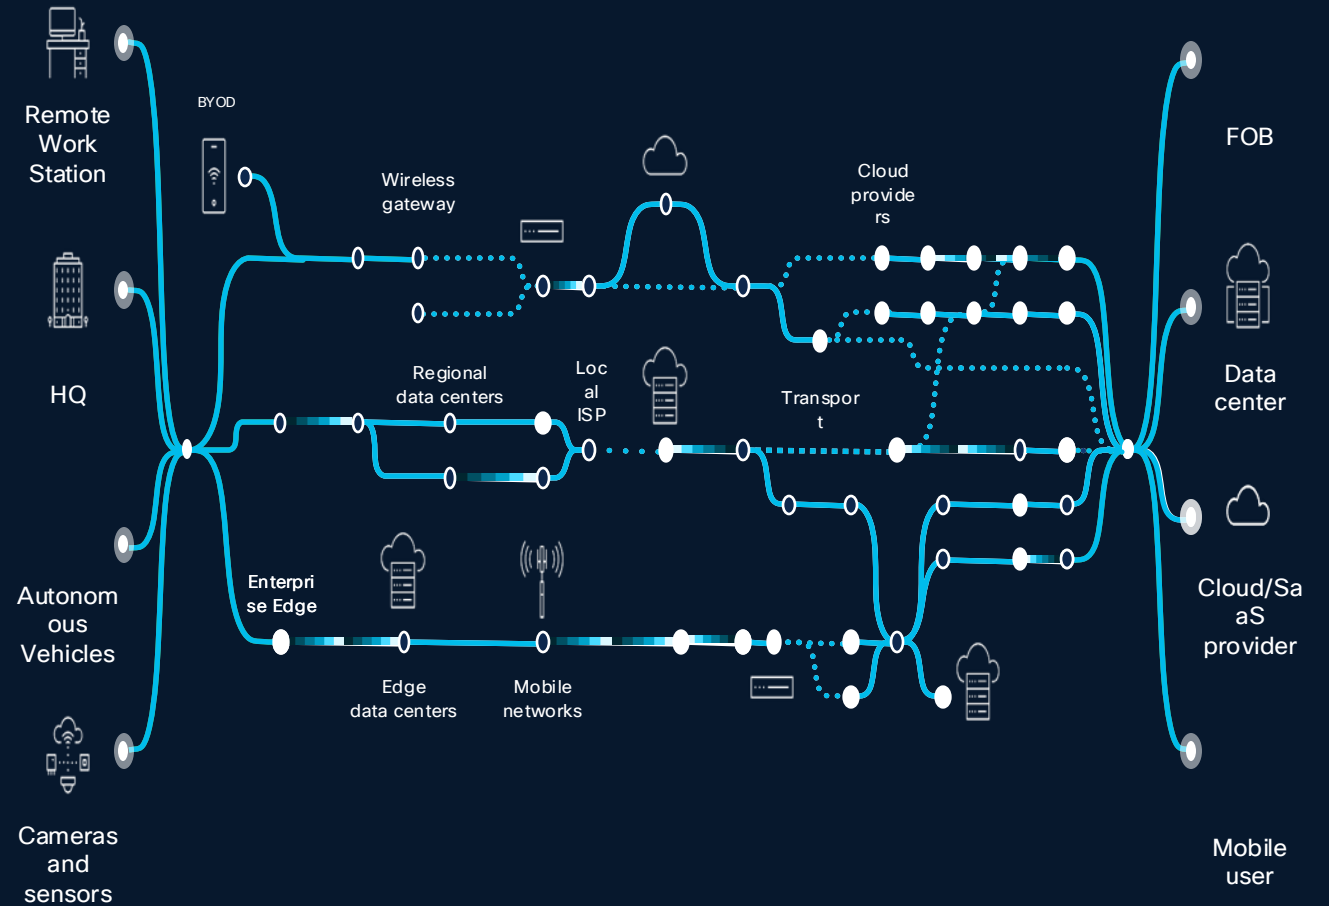 Remote
Work
Station
BYOD
Wireless
gateway
Cloud
provide
rs
FOB
HQ
Regional
data centers
Loc
al
ISP
Transpor
t
Data
center
Autonom
ous
Vehicles
Enterpri
se Edge
Cloud/Sa
aS
provider
Edge
data centers
Mobile
networks
Cameras
and
sensors
Mobile
user